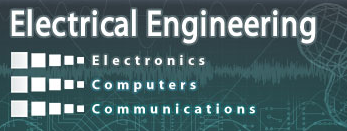 Electrical Engineering
Electronics
Computers
Communications